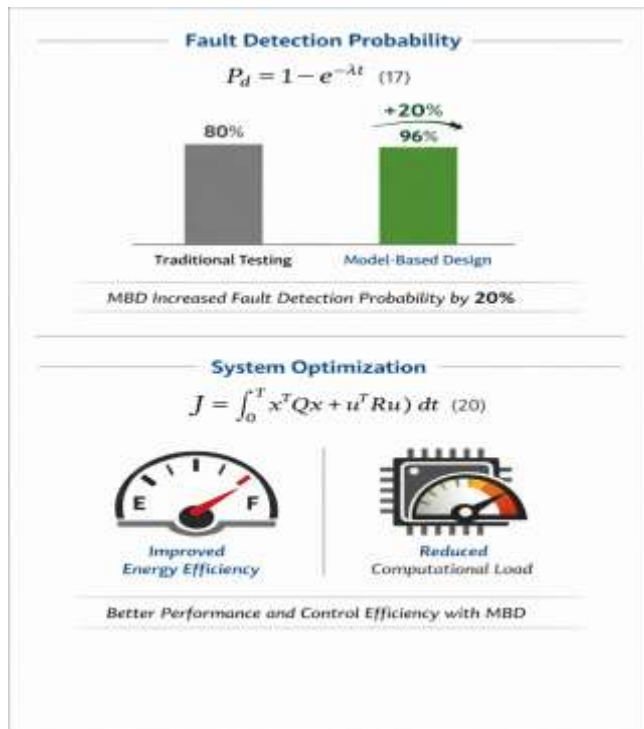 Fault Detection Probability
P_d = 1 − e^{−λt} (17)
+20%
80%
96%
Traditional Testing
Model-Based Design
MBD Increased Fault Detection Probability by 20%
System Optimization
J = ∫_0^T x^T Qx + u^T Ru) dt (20)
E F
Improved
Energy Efficiency
Reduced
Computational Load
Better Performance and Control Efficiency with MBD